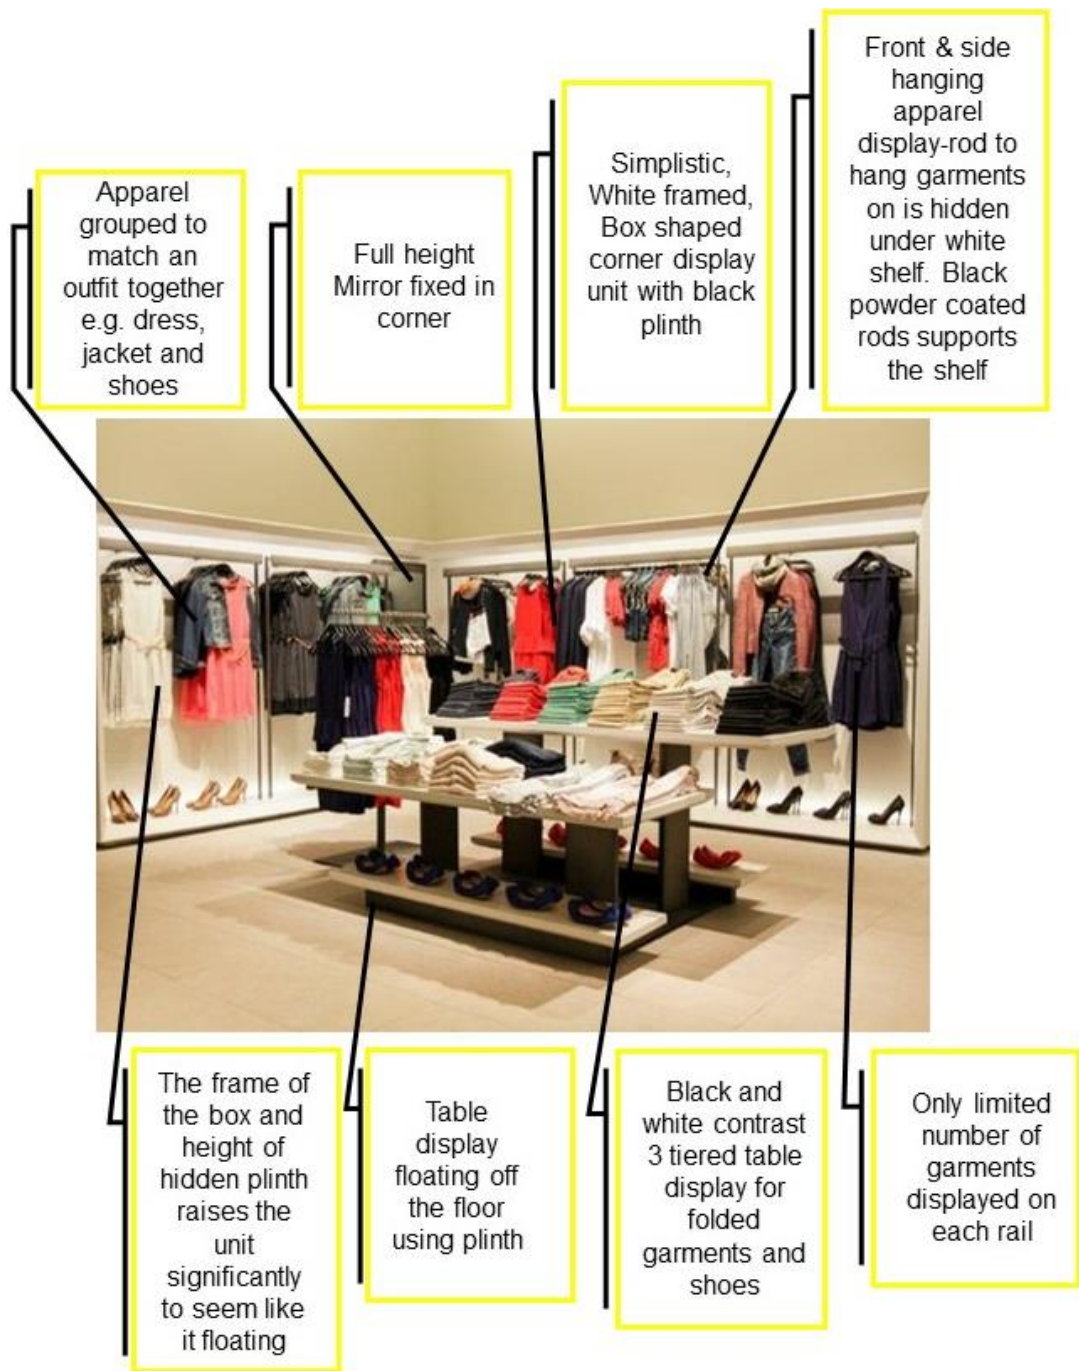 Apparel
grouped to
match an
outfit together
e.g. dress,
jacket and
shoes
Full height
Mirror fixed in
corner
Simplistic,
White framed,
Box shaped
corner display
unit with black
plinth
Front & side
hanging
apparel
display-rod to
hang garments
on is hidden
under white
shelf. Black
powder coated
rods supports
the shelf
The frame of
the box and
height of
hidden plinth
raises the
unit
significantly
to seem like
it floating
Table
display
floating off
the floor
using plinth
Black and
white contrast
3 tiered table
display for
folded
garments and
shoes
Only limited
number of
garments
displayed on
each rail